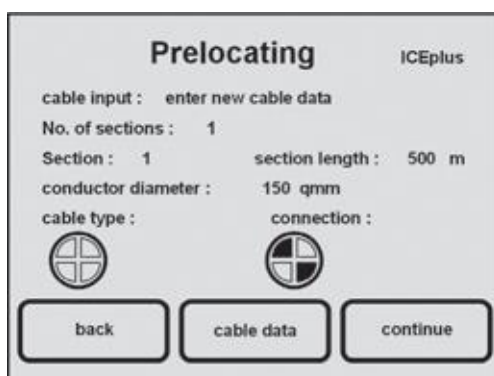 Prelocating ICEplus
cable input : enter new cable data
No. of sections : 1
Section : 1 section length : 500 m
conductor diameter : 150 qmm
cable type : connection :
back cable data continue